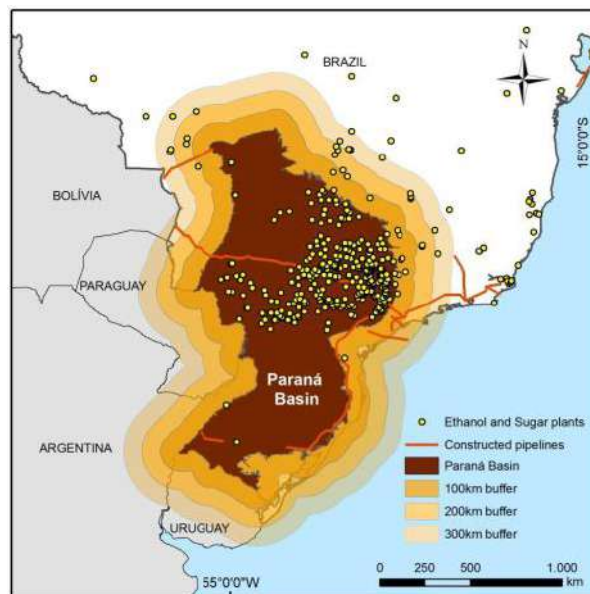 BRAZIL
N
15°0'0"S
BOLÍVIA
PARAGUAY
Paraná
Basin
ARGENTINA
URUGUAY
Ethanol and Sugar plants
Constructed pipelines
Paraná Basin
100km buffer
200km buffer
300km buffer
0 250 500 1.000
km
55°0'0"W